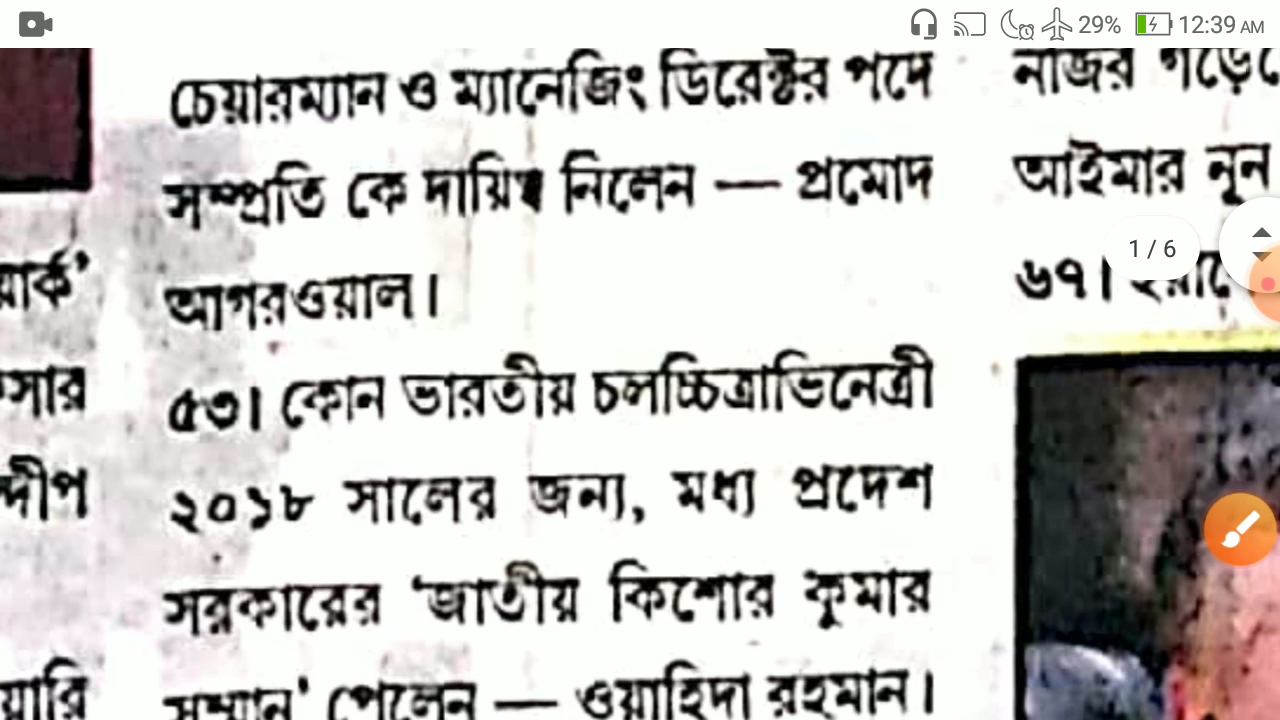 29%
12:39 AM
চেয়ারম্যান ও ম্যানেজিং ডিরেক্টর পদে
সম্প্রতি কে দায়িত্ব নিলেন — প্রমোদ
আগরওয়াল।
৫৩। কোন ভারতীয় চলচ্চিত্রাভিনেত্রী
২০১৮ সালের জন্য, মধ্য প্রদেশ
সরকারের ‘জাতীয় কিশোর কুমার
সম্মান’ পেলেন — ওয়াহিদা রহমান।
সার
দীপ
য়ারি
আইমার নূন
1 / 6
৬৭।